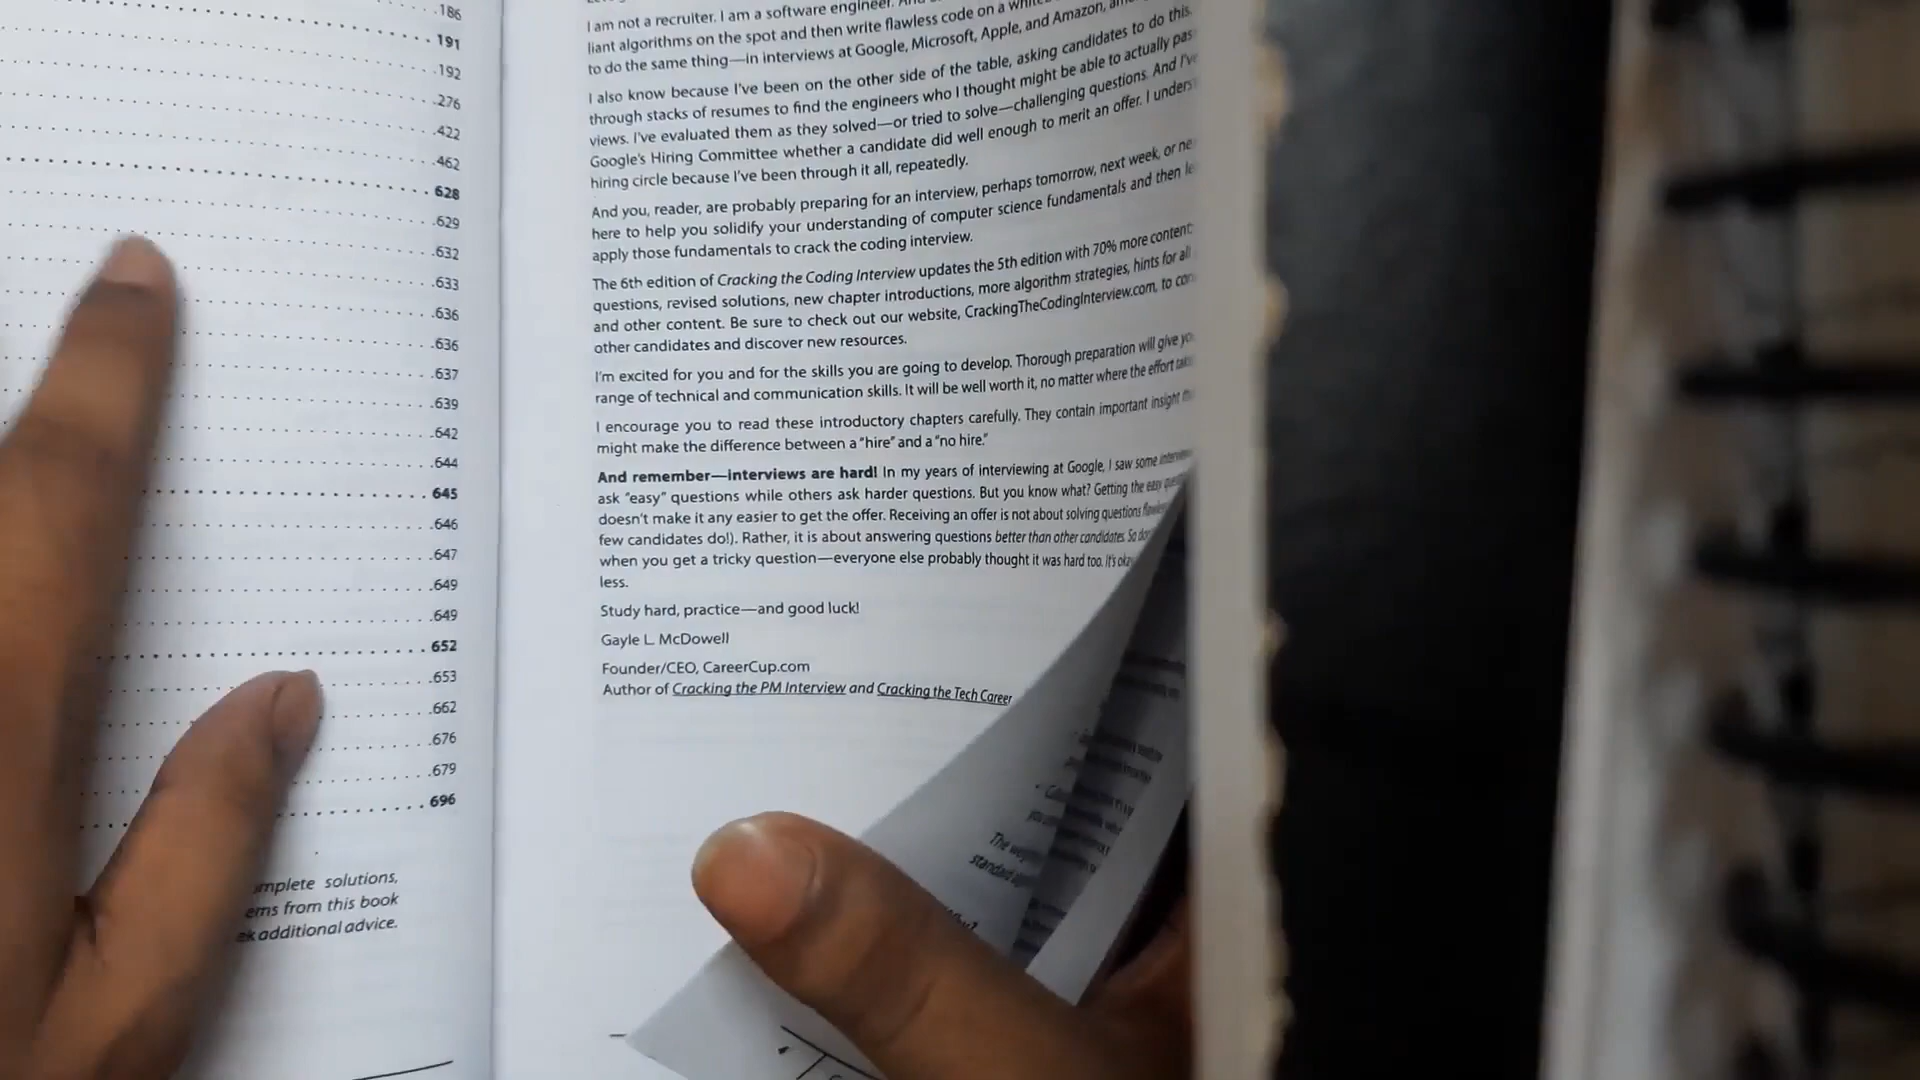 186
191
192
276
422
462
628
629
632
633
636
636
637
639
642
644
645
646
647
649
649
652
653
662
676
679
696
mplete solutions,
ems from this book
additional advice.
I am not a recruiter. I am a software engineer.
liant algorithms on the spot and then write flawless code on a
to do the same thing—in interviews at Google, Microsoft, Apple, and Amazon,
I also know because I've been on the other side of the table, asking candidates to do this.
through stacks of resumes to find the engineers who I thought might be able to actually pas
views. I've evaluated them as they solved—or tried to solve—challenging questions. And I'v
Google's Hiring Committee whether a candidate did well enough to merit an offer. I unders
hiring circle because I've been through it all, repeatedly.
And you, reader, are probably preparing for an interview, perhaps tomorrow, next week, or ne
here to help you solidify your understanding of computer science fundamentals and then le
apply those fundamentals to crack the coding interview.
The 6th edition of Cracking the Coding Interview updates the 5th edition with 70% more content:
questions, revised solutions, new chapter introductions, more algorithm strategies, hints for all
and other content. Be sure to check out our website, CrackingTheCodingInterview.com, to con
other candidates and discover new resources.
I'm excited for you and for the skills you are going to develop. Thorough preparation will give yo
range of technical and communication skills. It will be well worth it, no matter where the effort
I encourage you to read these introductory chapters carefully. They contain important insight
might make the difference between a "hire" and a "no hire."
And remember—interviews are hard! In my years of interviewing at Google, I saw some
ask "easy" questions while others ask harder questions. But you know what? Getting the easy
doesn't make it any easier to get the offer. Receiving an offer is not about solving questions
few candidates do!). Rather, it is about answering questions better than other candidates. So
when you get a tricky question—everyone else probably thought it was hard too. It's
less.
Study hard, practice—and good luck!
Gayle L. McDowell
Founder/CEO, CareerCup.com
Author of Cracking the PM Interview and Cracking the Tech Career
The
standard